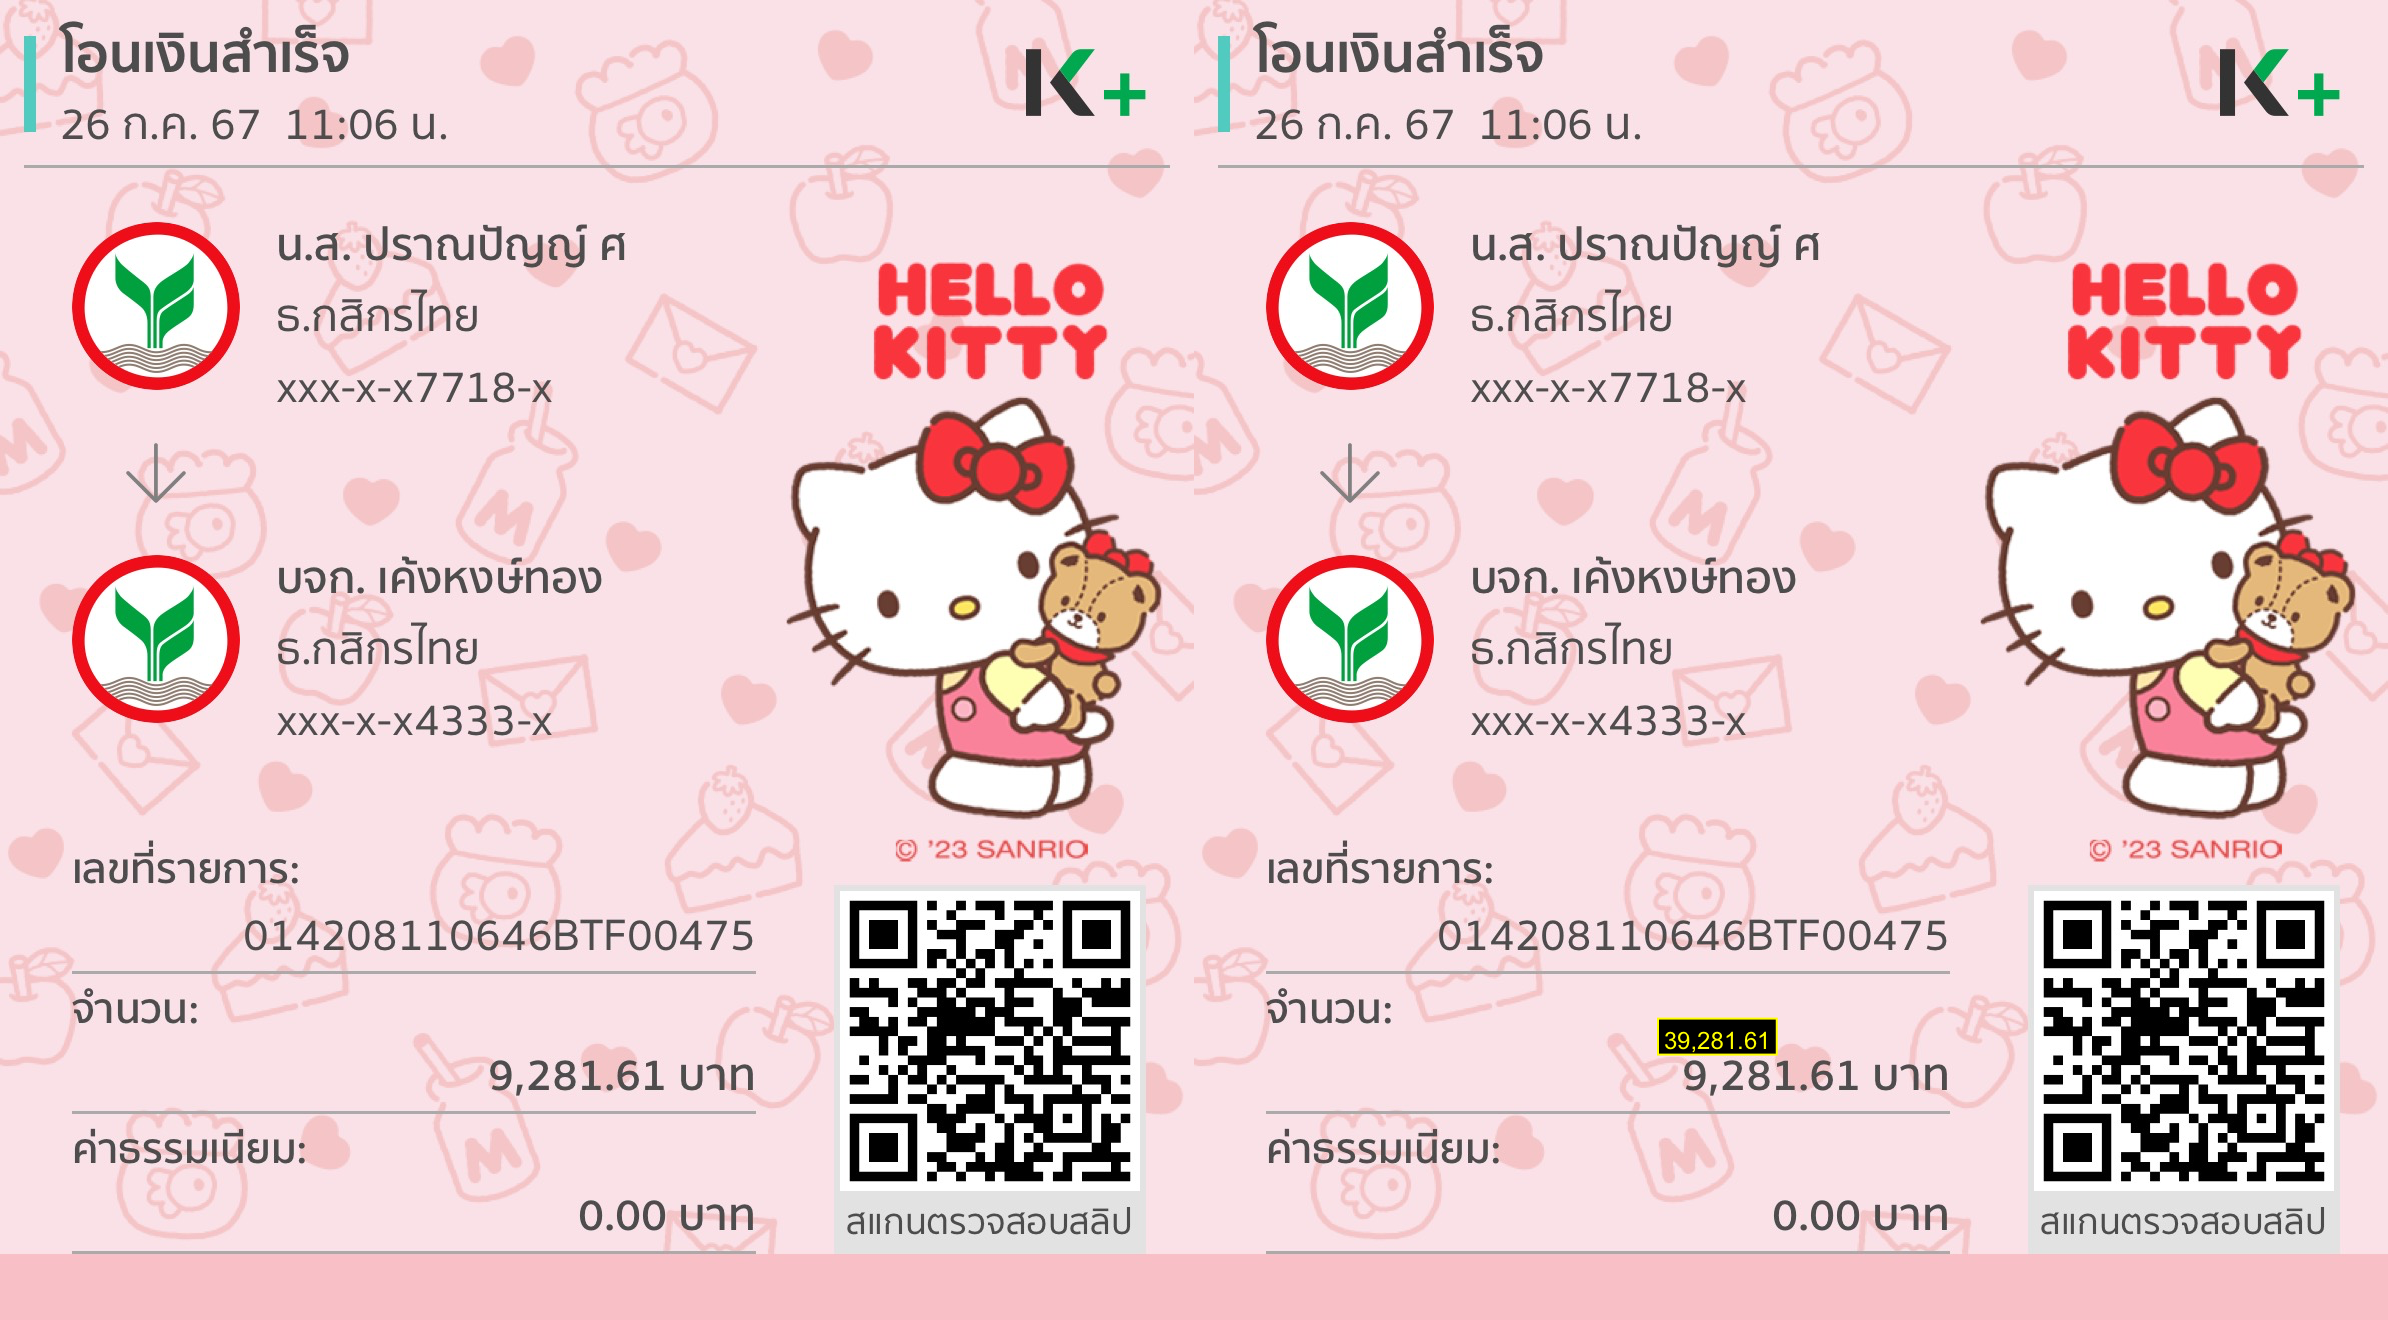 โอนเงินสำเร็จ
26 ก.ค. 67 11:06 น.
K+
น.ส. ปราณปัญญ์ ศ
ธ.กสิกรไทย
xxx-x-x7718-x
HELLO
KITTY
บจก. เค้งหงษ์ทอง
ธ.กสิกรไทย
xxx-x-x4333-x
© '23 SANRIO
เลขที่รายการ:
014208110646BTF00475
จำนวน:
9,281.61 บาท
ค่าธรรมเนียม:
0.00 บาท
สแกนตรวจสอบสลิป
โอนเงินสำเร็จ
26 ก.ค. 67 11:06 น.
K+
น.ส. ปราณปัญญ์ ศ
ธ.กสิกรไทย
xxx-x-x7718-x
HELLO
KITTY
บจก. เค้งหงษ์ทอง
ธ.กสิกรไทย
xxx-x-x4333-x
© '23 SANRIO
เลขที่รายการ:
014208110646BTF00475
จำนวน:
39,281.61
9,281.61 บาท
ค่าธรรมเนียม:
0.00 บาท
สแกนตรวจสอบสลิป